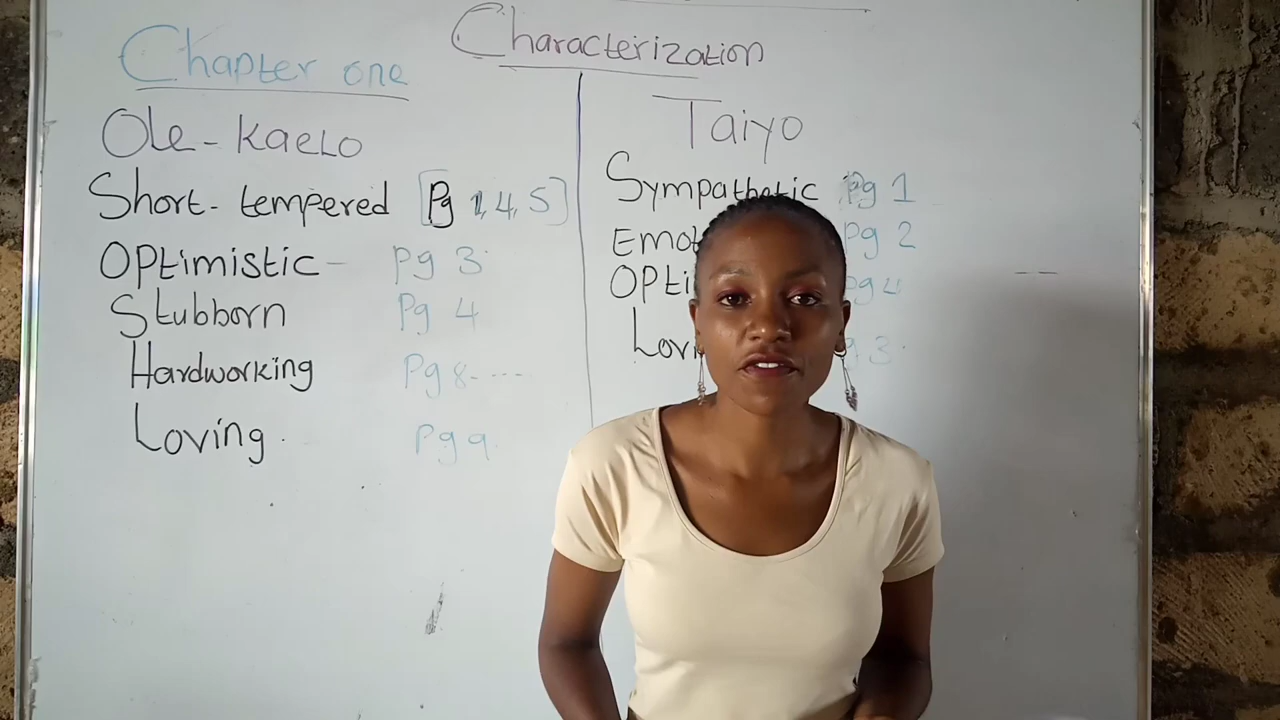 Characterization
Chapter one
Ole-Kaelo
Short-tempered [Pg 1,4,5]
Optimistic - Pg 3.
Stubborn Pg 4
Hardworking Pg 8- ---
Loving. Pg 9.
Taiyo
Sympathetic Pg 1
Pg 2